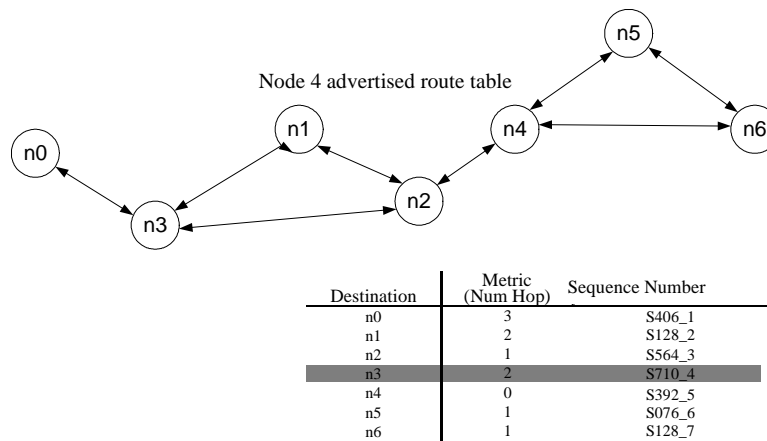 n5
Node 4 advertised route table
n1
n4
n6
n0
n2
n3
Metric
Destination (Num Hop) Sequence Number
n0 3 S406_1
n1 2 S128_2
n2 1 S564_3
n3 2 S710_4
n4 0 S392_5
n5 1 S076_6
n6 1 S128_7